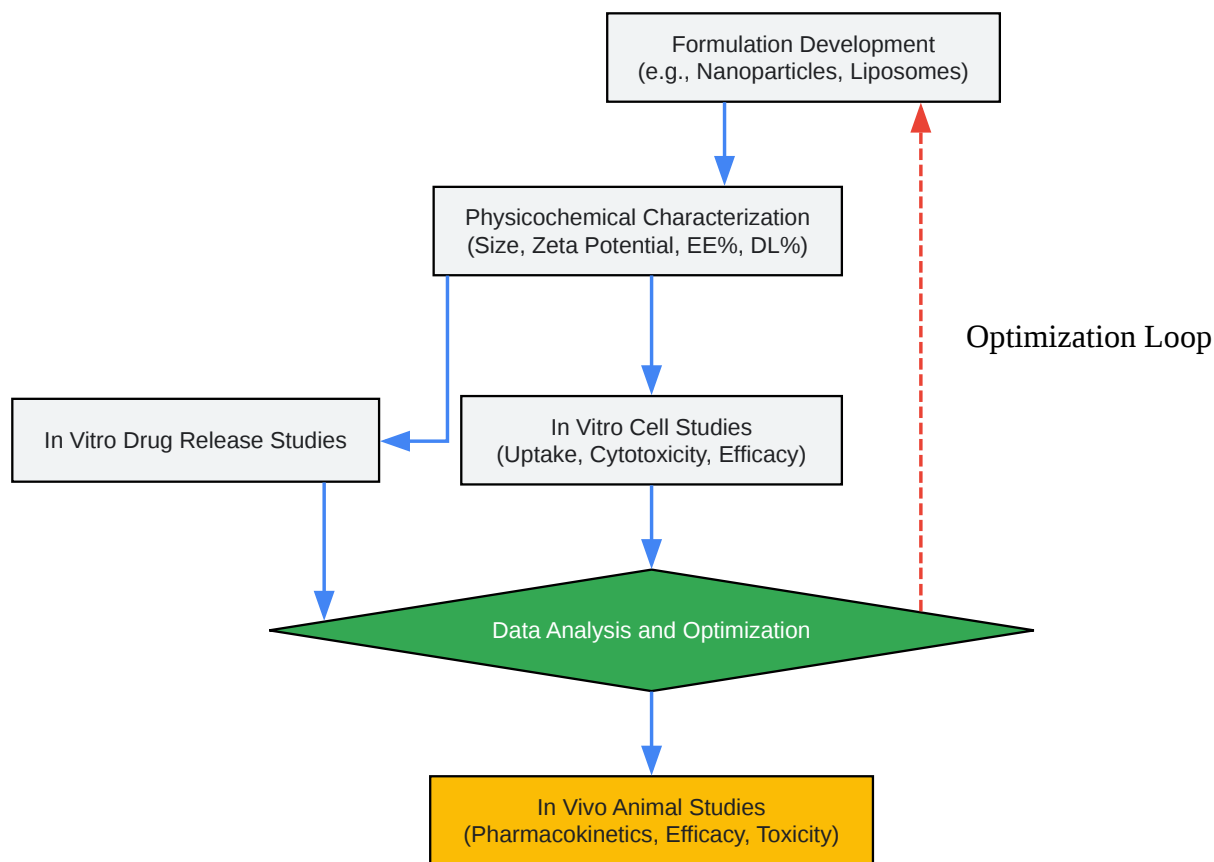 Formulation Development
(e.g., Nanoparticles, Liposomes)
Physicochemical Characterization
(Size, Zeta Potential, EE%, DL%)
Optimization Loop
In Vitro Drug Release Studies
In Vitro Cell Studies
(Uptake, Cytotoxicity, Efficacy)
Data Analysis and Optimization
In Vivo Animal Studies
(Pharmacokinetics, Efficacy, Toxicity)